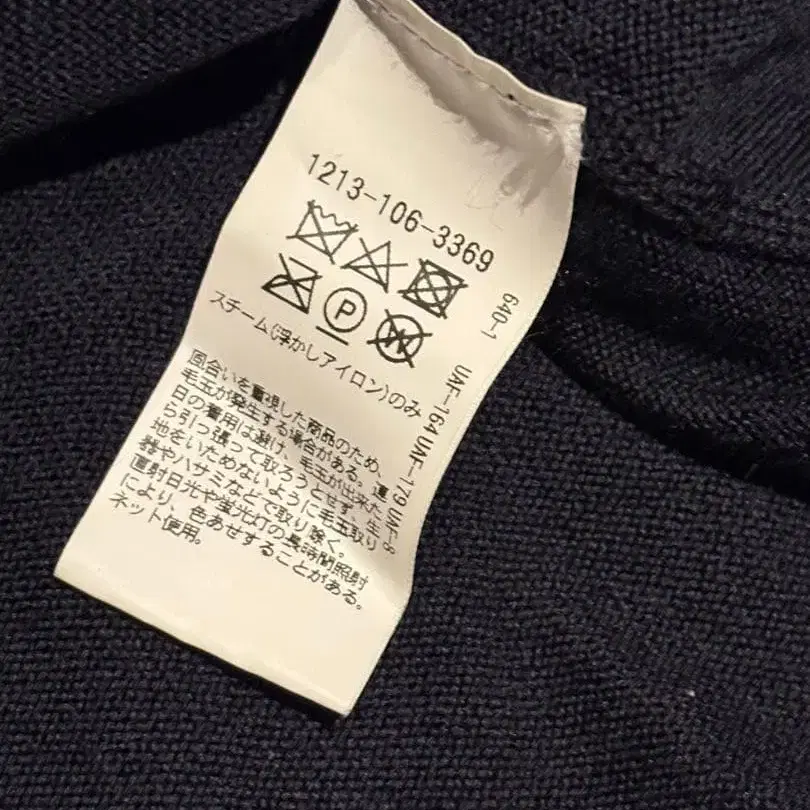 1213-106-3369
P
スチーム(浮かしアイロン)のみ
風合いを重視した商品のため、
毛玉が発生する場合がある。連
日の着用は避け、毛玉が出来た
ら引っ張って取ろうとせず、生
地をいためないように毛玉取り
器やハサミなどで取り除く。
直射日光や蛍光灯の長時間照射
により、色あせすることがある。
ネット使用。
640-1 UAF-164 UAF-179 UAF-8